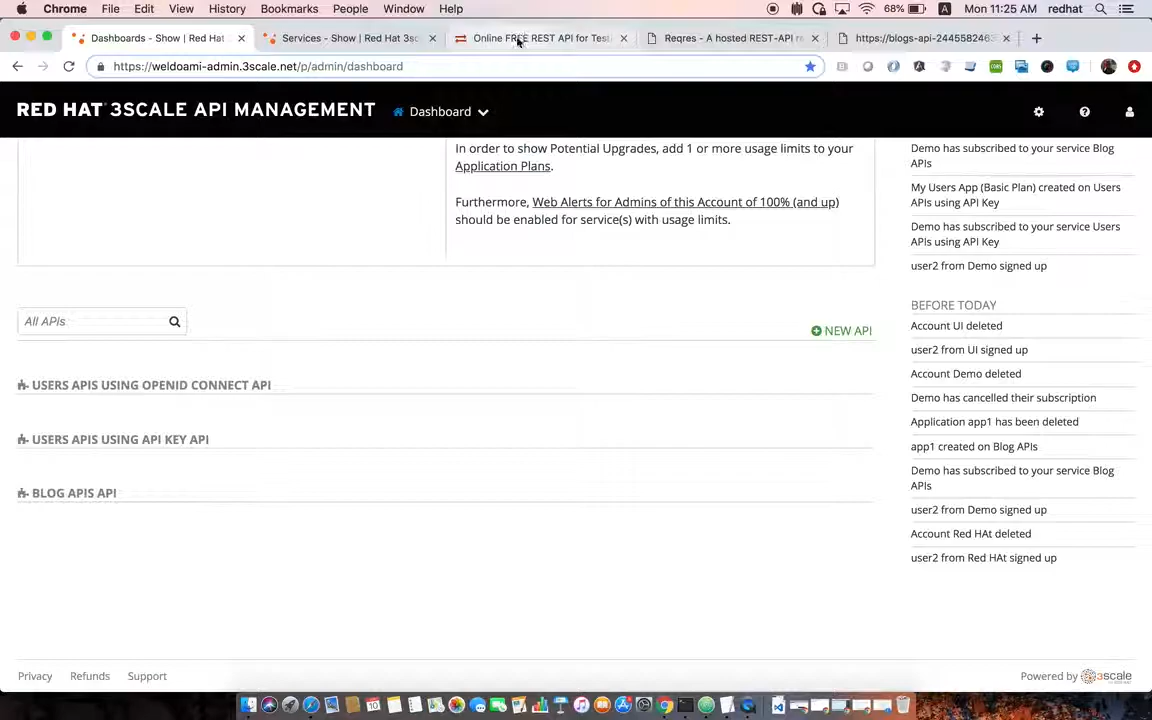 Chrome File Edit View History Bookmarks People Window Help 68% Mon 11:25 AM redhat
Dashboards - Show | Red Hat Services - Show | Red Hat 3sc Online FREE REST API for Test Reqres - A hosted REST-API r https://blogs-api-2445582463
https://weldoami-admin.3scale.net/p/admin/dashboard
RED HAT 3SCALE API MANAGEMENT Dashboard
In order to show Potential Upgrades, add 1 or more usage limits to your
Application Plans.
Furthermore, Web Alerts for Admins of this Account of 100% (and up)
should be enabled for service(s) with usage limits.
All APIs
NEW API
USERS APIS USING OPENID CONNECT API
USERS APIS USING API KEY API
BLOG APIS API
Demo has subscribed to your service Blog
APIs
My Users App (Basic Plan) created on Users
APIs using API Key
Demo has subscribed to your service Users
APIs using API Key
user2 from Demo signed up
BEFORE TODAY
Account UI deleted
user2 from UI signed up
Account Demo deleted
Demo has cancelled their subscription
Application app1 has been deleted
app1 created on Blog APIs
Demo has subscribed to your service Blog
APIs
user2 from Demo signed up
Account Red HAt deleted
user2 from Red HAt signed up
Privacy Refunds Support
Powered by 3scale